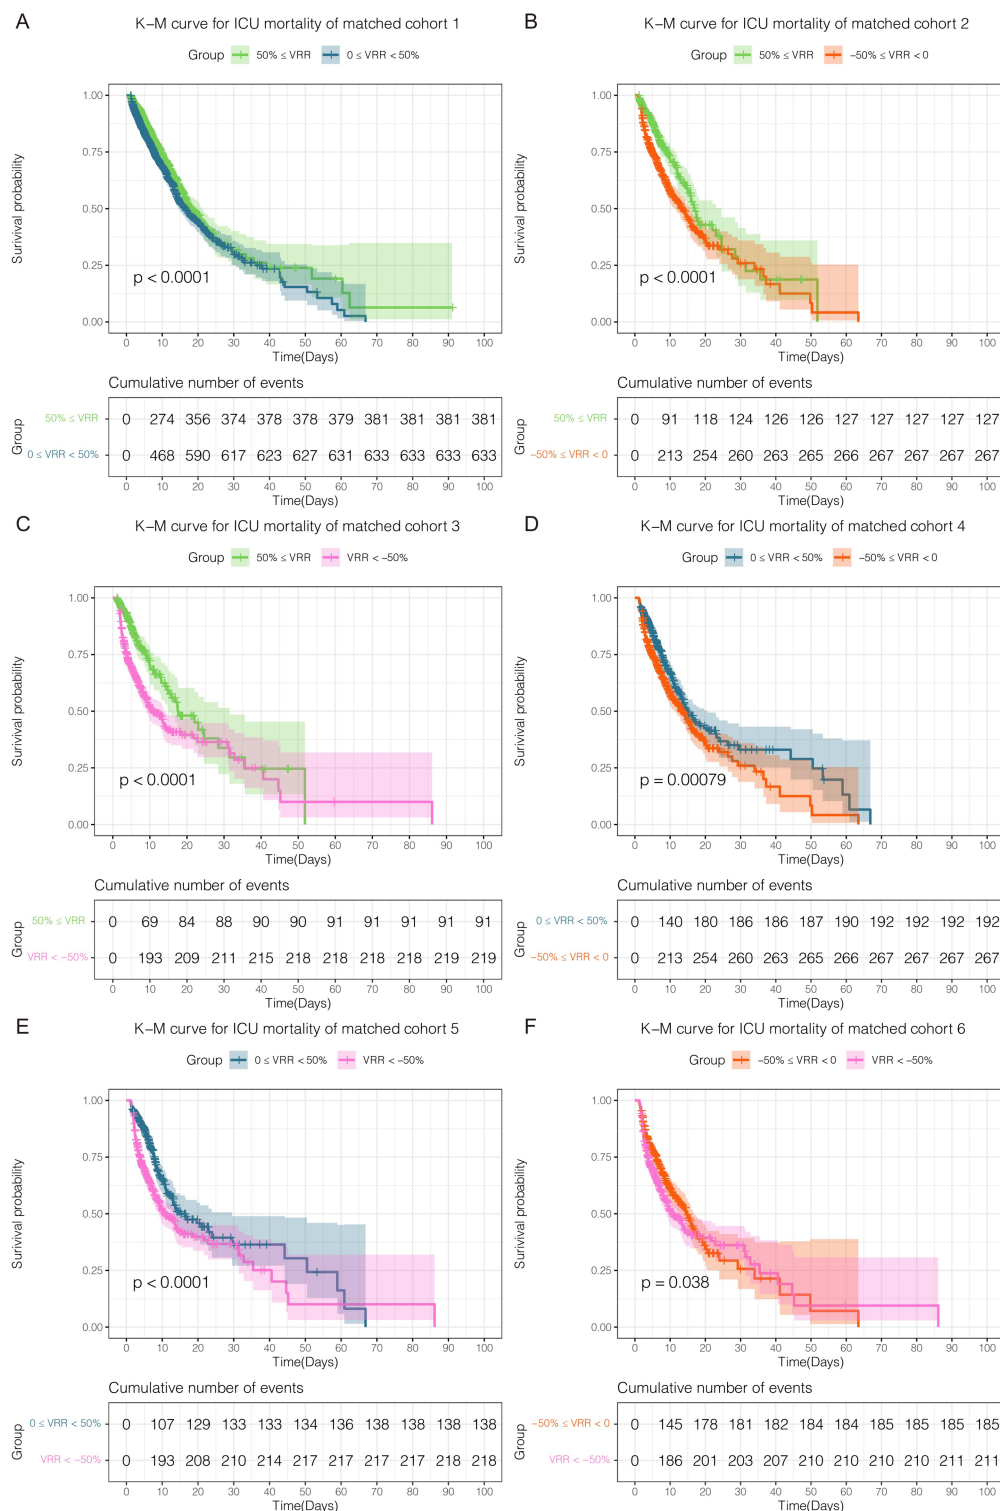 A
K–M curve for ICU mortality of matched cohort 1
Group 50% ≤ VRR 0 ≤ VRR < 50%
Survival probability
1.00
0.75
0.50
0.25
0.00
p < 0.0001
0 10 20 30 40 50 60 70 80 90 100
Time(Days)
Cumulative number of events
Group
50% ≤ VRR 0 274 356 374 378 378 379 381 381 381 381
0 ≤ VRR < 50% 0 468 590 617 623 627 631 633 633 633 633
0 10 20 30 40 50 60 70 80 90 100
Time(Days)
B
K–M curve for ICU mortality of matched cohort 2
Group 50% ≤ VRR −50% ≤ VRR < 0
Survival probability
1.00
0.75
0.50
0.25
0.00
p < 0.0001
0 10 20 30 40 50 60 70 80 90 100
Time(Days)
Cumulative number of events
Group
50% ≤ VRR 0 91 118 124 126 126 127 127 127 127 127
−50% ≤ VRR < 0 0 213 254 260 263 265 266 267 267 267 267
0 10 20 30 40 50 60 70 80 90 100
Time(Days)
C
K–M curve for ICU mortality of matched cohort 3
Group 50% ≤ VRR VRR < −50%
Survival probability
1.00
0.75
0.50
0.25
0.00
p < 0.0001
0 10 20 30 40 50 60 70 80 90 100
Time(Days)
Cumulative number of events
Group
50% ≤ VRR 0 69 84 88 90 90 91 91 91 91 91
VRR < −50% 0 193 209 211 215 218 218 218 218 219 219
0 10 20 30 40 50 60 70 80 90 100
Time(Days)
D
K–M curve for ICU mortality of matched cohort 4
Group 0 ≤ VRR < 50% −50% ≤ VRR < 0
Survival probability
1.00
0.75
0.50
0.25
0.00
p = 0.00079
0 10 20 30 40 50 60 70 80 90 100
Time(Days)
Cumulative number of events
Group
0 ≤ VRR < 50% 0 140 180 186 186 187 190 192 192 192 192
−50% ≤ VRR < 0 0 213 254 260 263 265 266 267 267 267 267
0 10 20 30 40 50 60 70 80 90 100
Time(Days)
E
K–M curve for ICU mortality of matched cohort 5
Group 0 ≤ VRR < 50% VRR < −50%
Survival probability
1.00
0.75
0.50
0.25
0.00
p < 0.0001
0 10 20 30 40 50 60 70 80 90 100
Time(Days)
Cumulative number of events
Group
0 ≤ VRR < 50% 0 107 129 133 133 134 136 138 138 138 138
VRR < −50% 0 193 208 210 214 217 217 217 217 218 218
0 10 20 30 40 50 60 70 80 90 100
Time(Days)
F
K–M curve for ICU mortality of matched cohort 6
Group −50% ≤ VRR < 0 VRR < −50%
Survival probability
1.00
0.75
0.50
0.25
0.00
p = 0.038
0 10 20 30 40 50 60 70 80 90 100
Time(Days)
Cumulative number of events
Group
−50% ≤ VRR < 0 0 145 178 181 182 184 184 185 185 185 185
VRR < −50% 0 186 201 203 207 210 210 210 210 211 211
0 10 20 30 40 50 60 70 80 90 100
Time(Days)